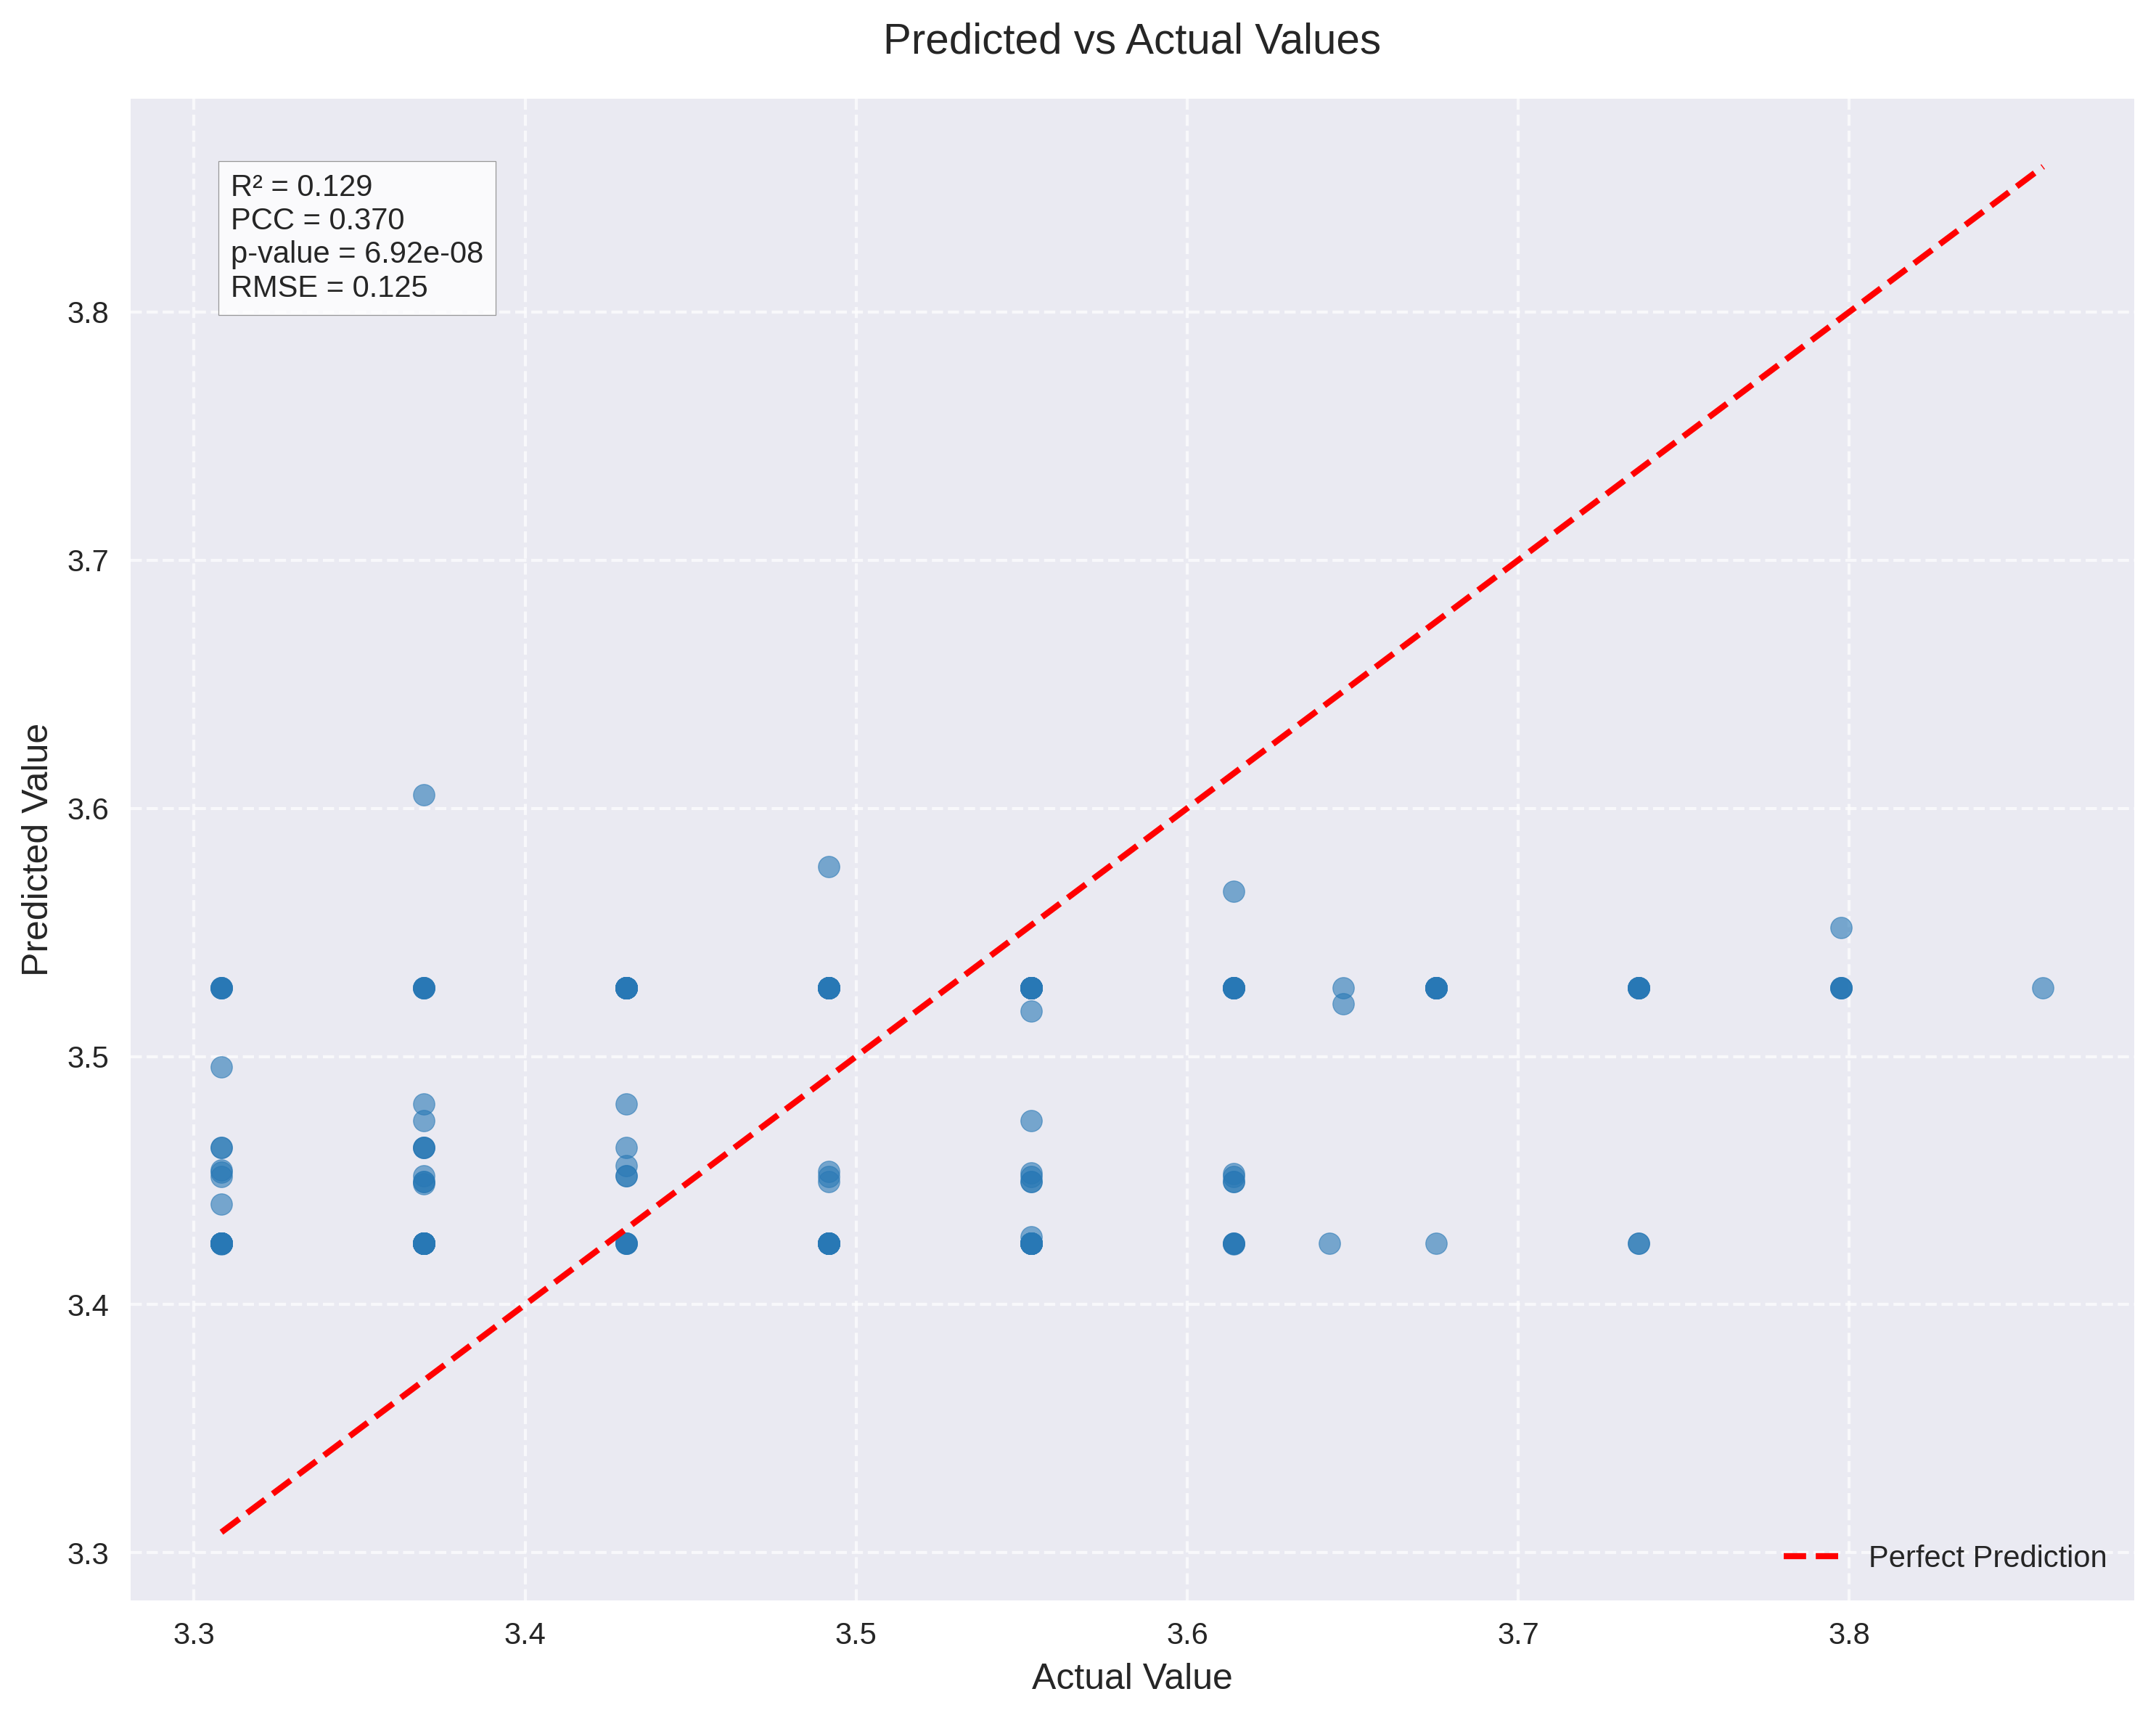 Predicted vs Actual Values
R² = 0.129
PCC = 0.370
p-value = 6.92e-08
RMSE = 0.125
3.8
3.7
3.6
3.5
3.4
3.3
Predicted Value
Perfect Prediction
3.3 3.4 3.5 3.6 3.7 3.8
Actual Value